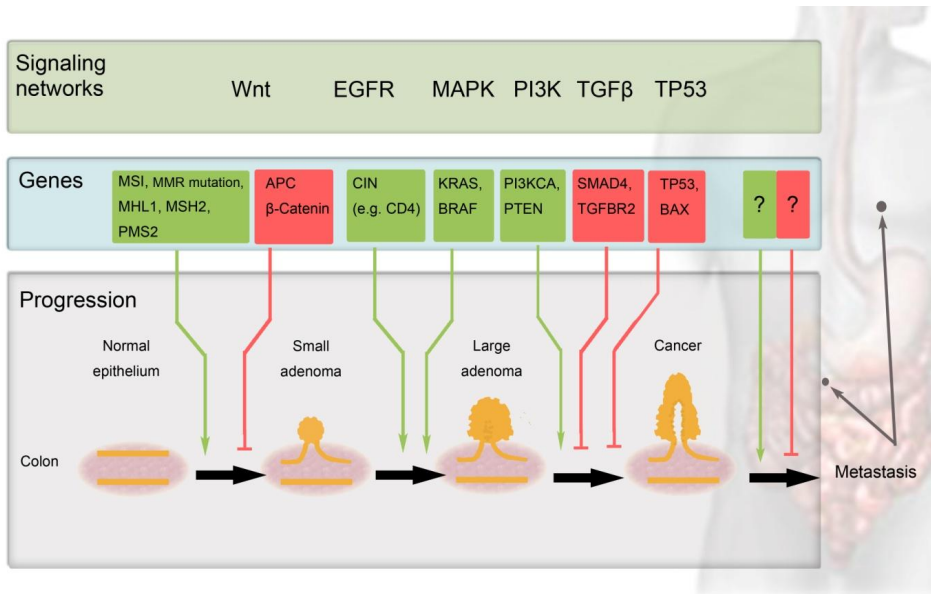 Signaling
networks
Wnt EGFR MAPK PI3K TGFβ TP53
Genes
MSI, MMR mutation,
MHL1, MSH2,
PMS2
APC
β-Catenin
CIN
(e.g. CD4)
KRAS,
BRAF
PI3KCA,
PTEN
SMAD4,
TGFBR2
TP53,
BAX
?
?
Progression
Normal
epithelium
Small
adenoma
Large
adenoma
Cancer
Colon
Metastasis